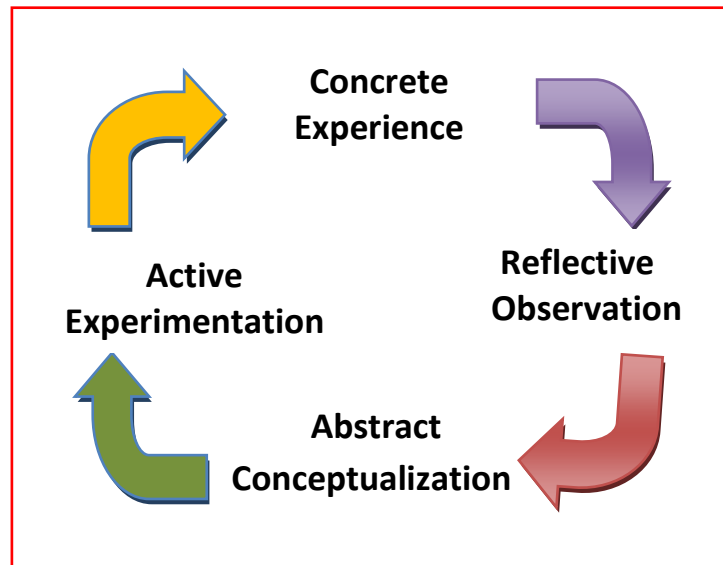 Concrete
Experience
Reflective
Observation
Abstract
Conceptualization
Active
Experimentation